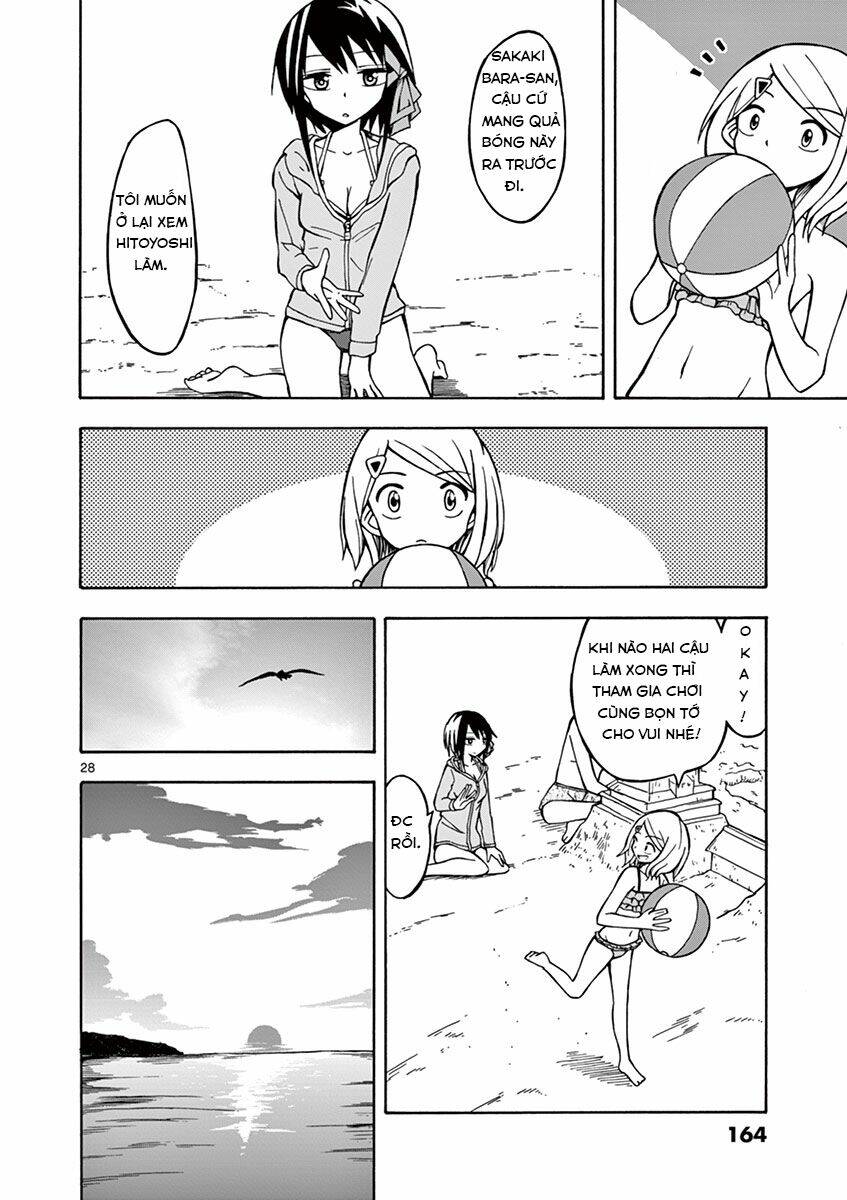 SAKAKI
BARA-SAN,
CẬU CỨ
MANG QUẢ
BÓNG NÀY
RA TRƯỚC
ĐI.
TÔI MUỐN
Ở LẠI XEM
HITOYOSHI
LÀM.
OKAY!
KHI NÀO HAI CẬU
LÀM XONG THÌ
THAM GIA CHƠI
CÙNG BỌN TỚ
CHO VUI NHÉ!
ĐC
RỒI.
28
164